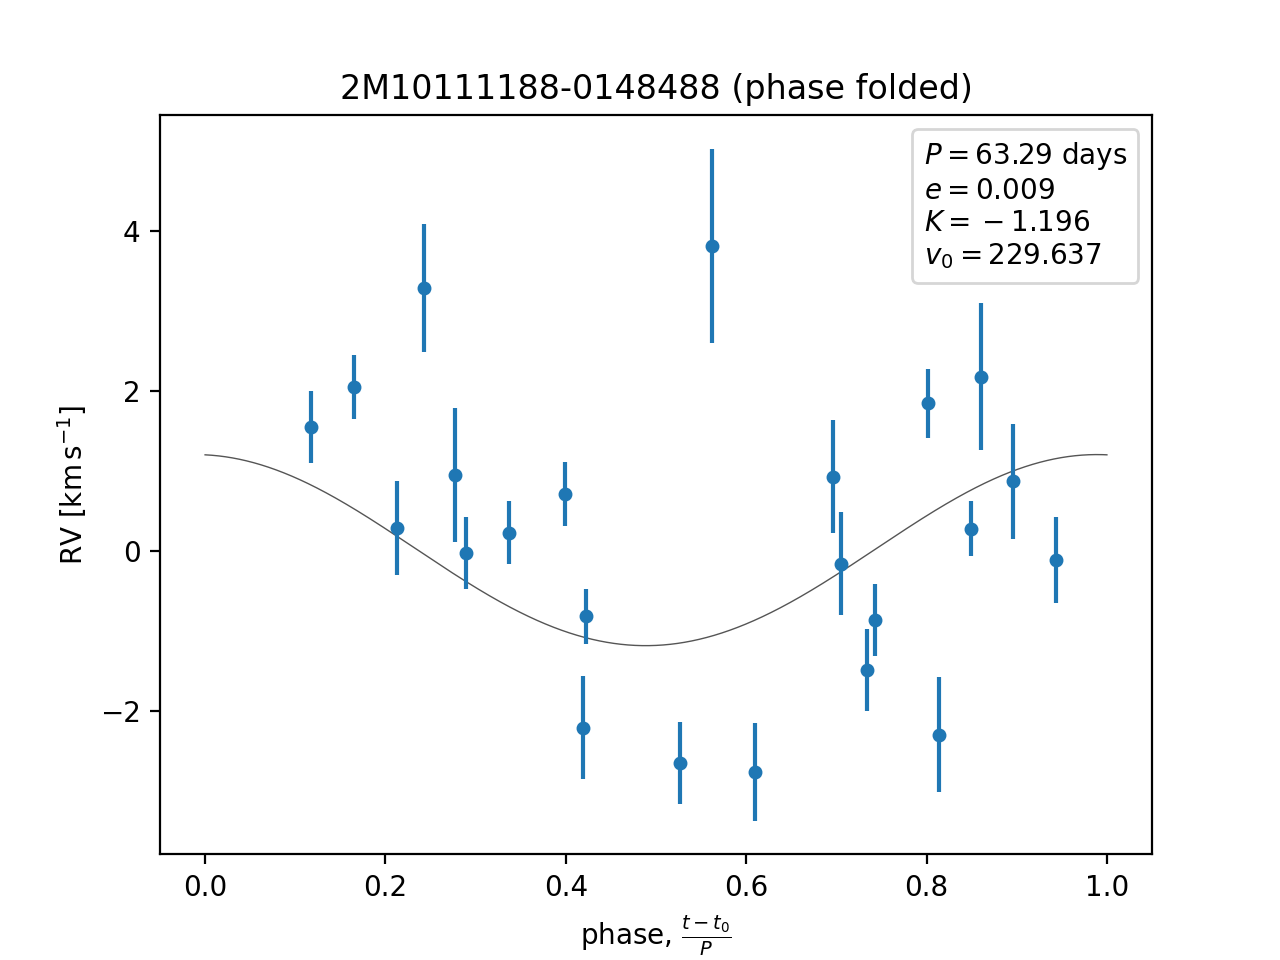 2M10111188-0148488 (phase folded)
P = 63.29 days
e = 0.009
K = −1.196
v₀ = 229.637
RV [km s⁻¹]
4
2
0
−2
0.0 0.2 0.4 0.6 0.8 1.0
phase, (t − t₀)/P